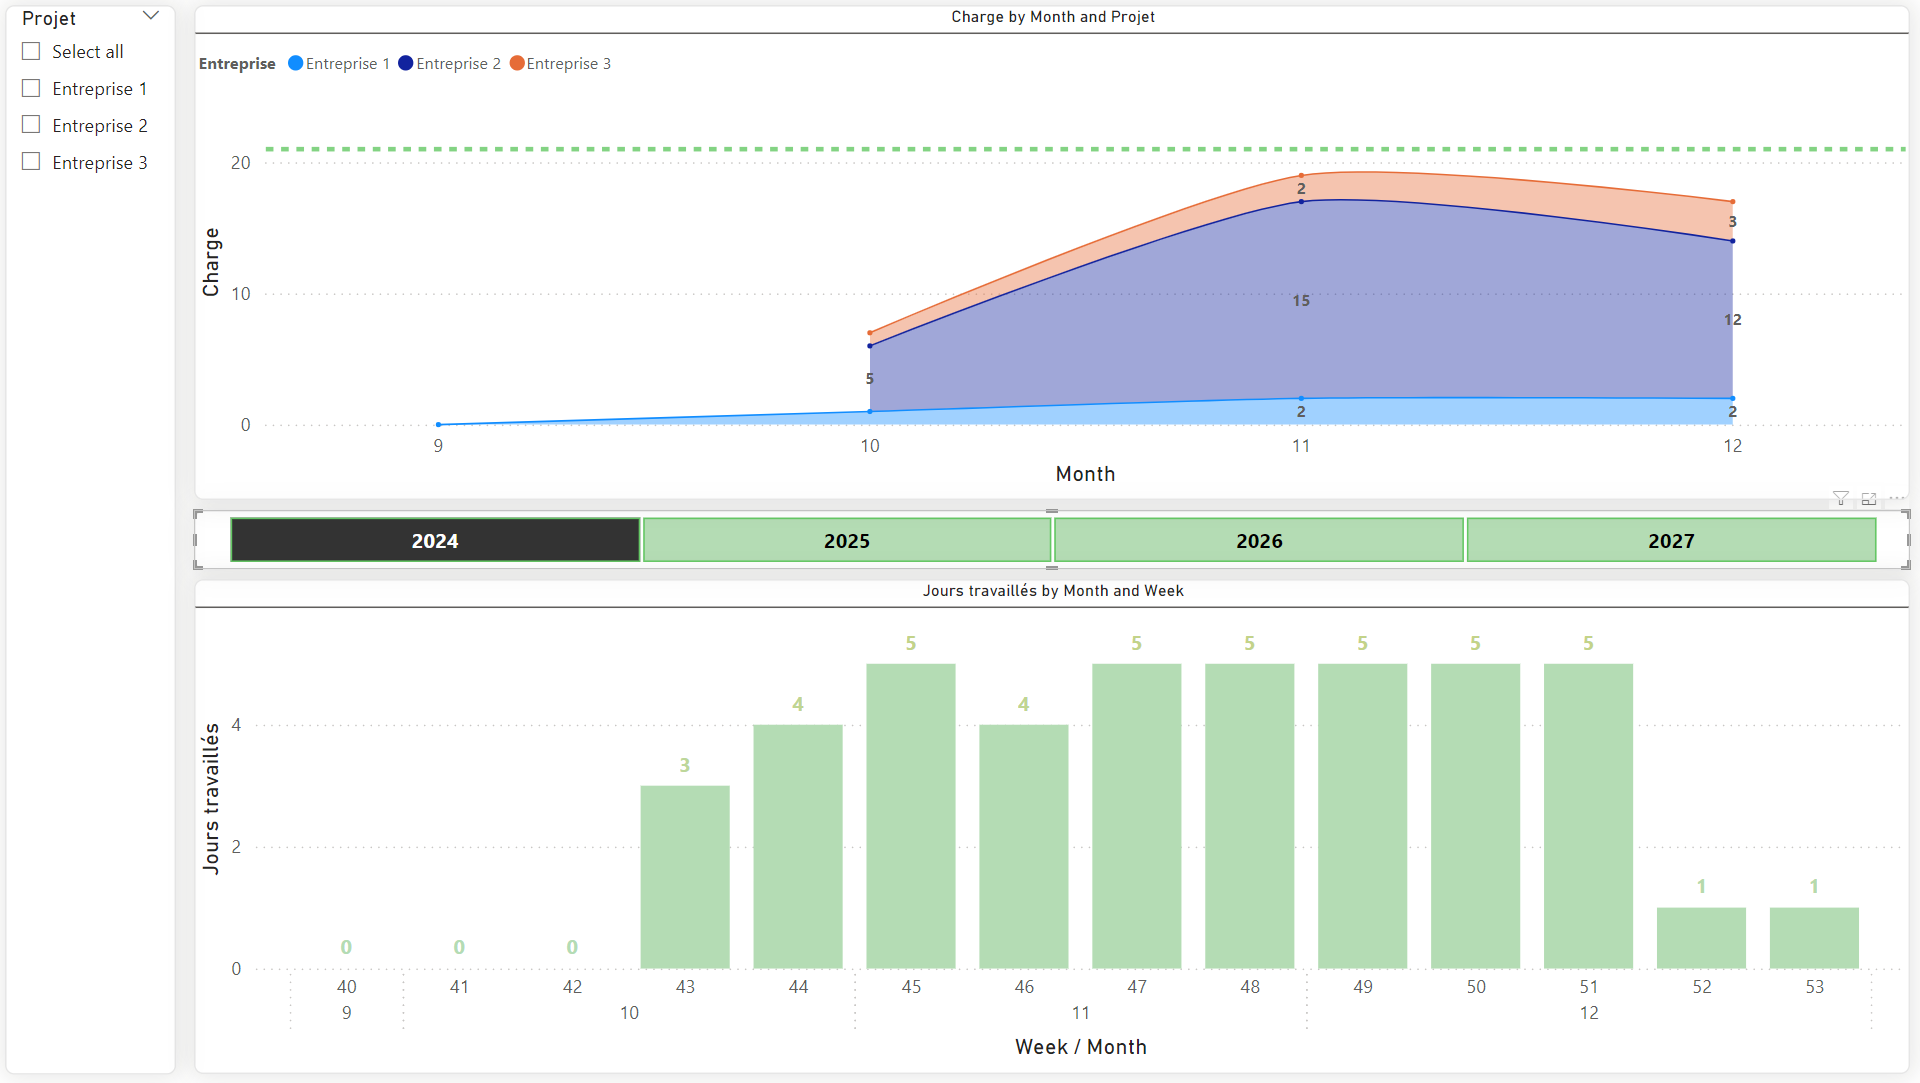 Projet
Select all
Entreprise 1
Entreprise 2
Entreprise 3
Charge by Month and Projet
Entreprise Entreprise 1 Entreprise 2 Entreprise 3
Charge
20
10
0
2
3
15
12
5
2
2
9 10 11 12
Month
2024 2025 2026 2027
Jours travaillés by Month and Week
Jours travaillés
4
2
0
0 0 0 3 4 5 4 5 5 5 5 5 1 1
40 41 42 43 44 45 46 47 48 49 50 51 52 53
9 10 11 12
Week / Month